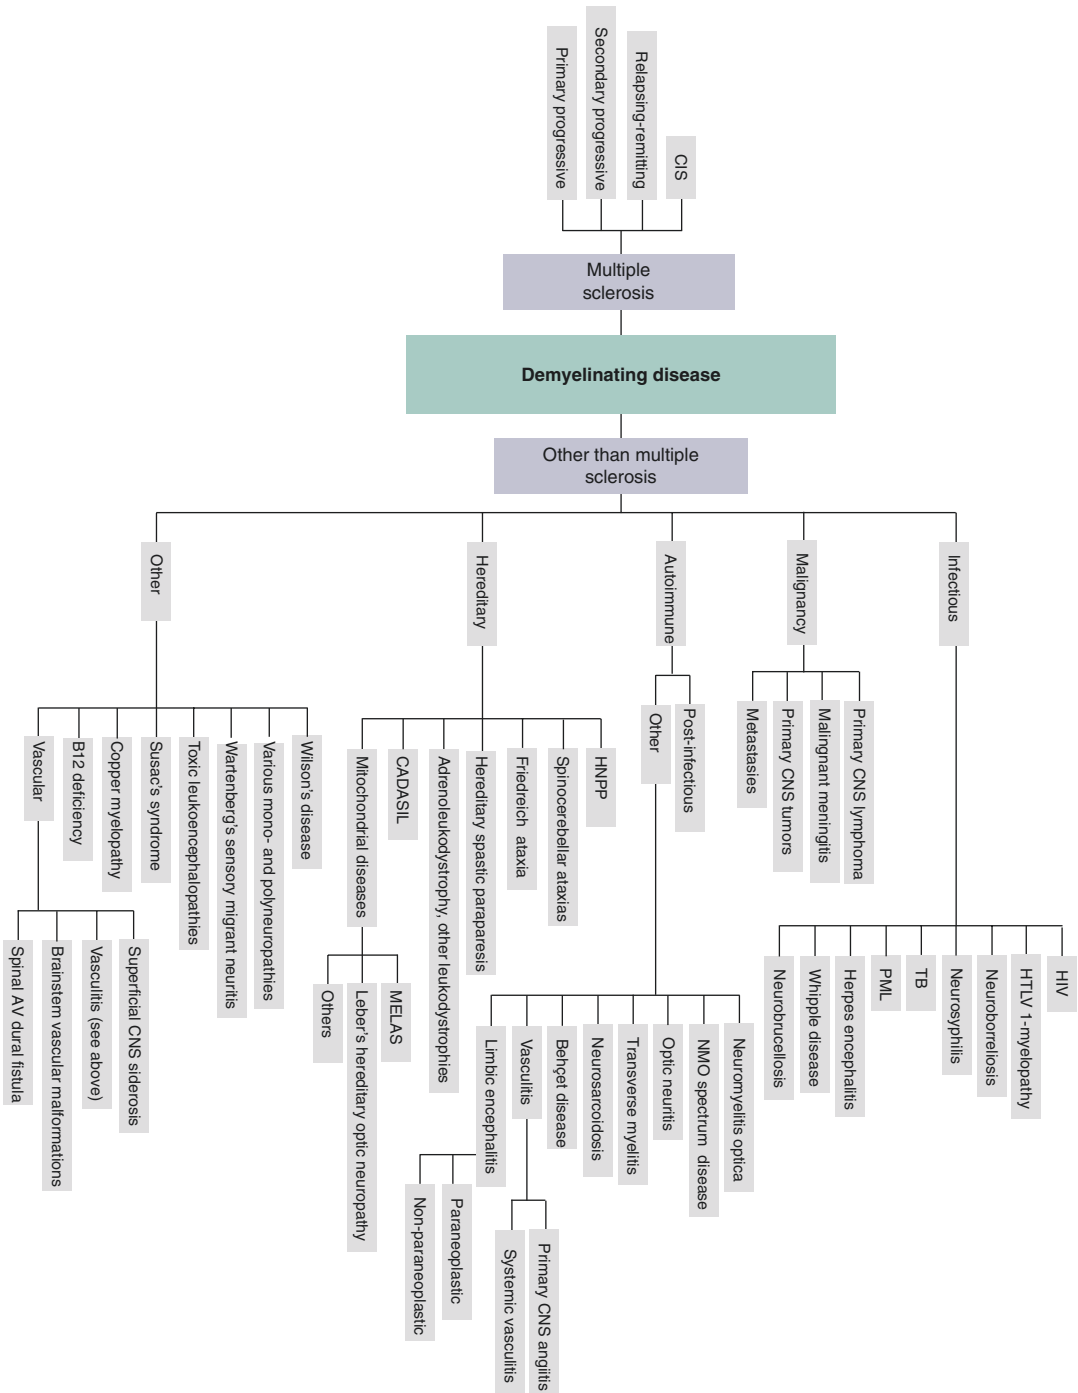 Primary progressive
Secondary progressive
Relapsing-remitting
CIS
Multiple
sclerosis
Demyelinating disease
Other than multiple
sclerosis
Other
Hereditary
Autoimmune
Malignancy
Infectious
Vascular
B12 deficiency
Copper myelopathy
Susac's syndrome
Toxic leukoencephalopathies
Wartenberg's sensory migrant neuritis
Various mono- and polyneuropathies
Wilson's disease
Spinal AV dural fistula
Brainstem vascular malformations
Vasculitis (see above)
Superficial CNS siderosis
Mitochondrial diseases
CADASIL
Adrenoleukodystrophy, other leukodystrophies
Hereditary spastic paraparesis
Friedreich ataxia
Spinocerebellar ataxias
HNPP
Others
Leber's hereditary optic neuropathy
MELAS
Other
Post-infectious
Limbic encephalitis
Vasculitis
Behçet disease
Neurosarcoidosis
Transverse myelitis
Optic neuritis
NMO spectrum disease
Neuromyelitis optica
Non-paraneoplastic
Paraneoplastic
Systemic vasculitis
Primary CNS angiitis
Metastasies
Primary CNS tumors
Malingnant meningitis
Primary CNS lymphoma
Neurobrucellosis
Whipple disease
Herpes encephalitis
PML
TB
Neurosyphilis
Neuroborreliosis
HTLV 1-myelopathy
HIV